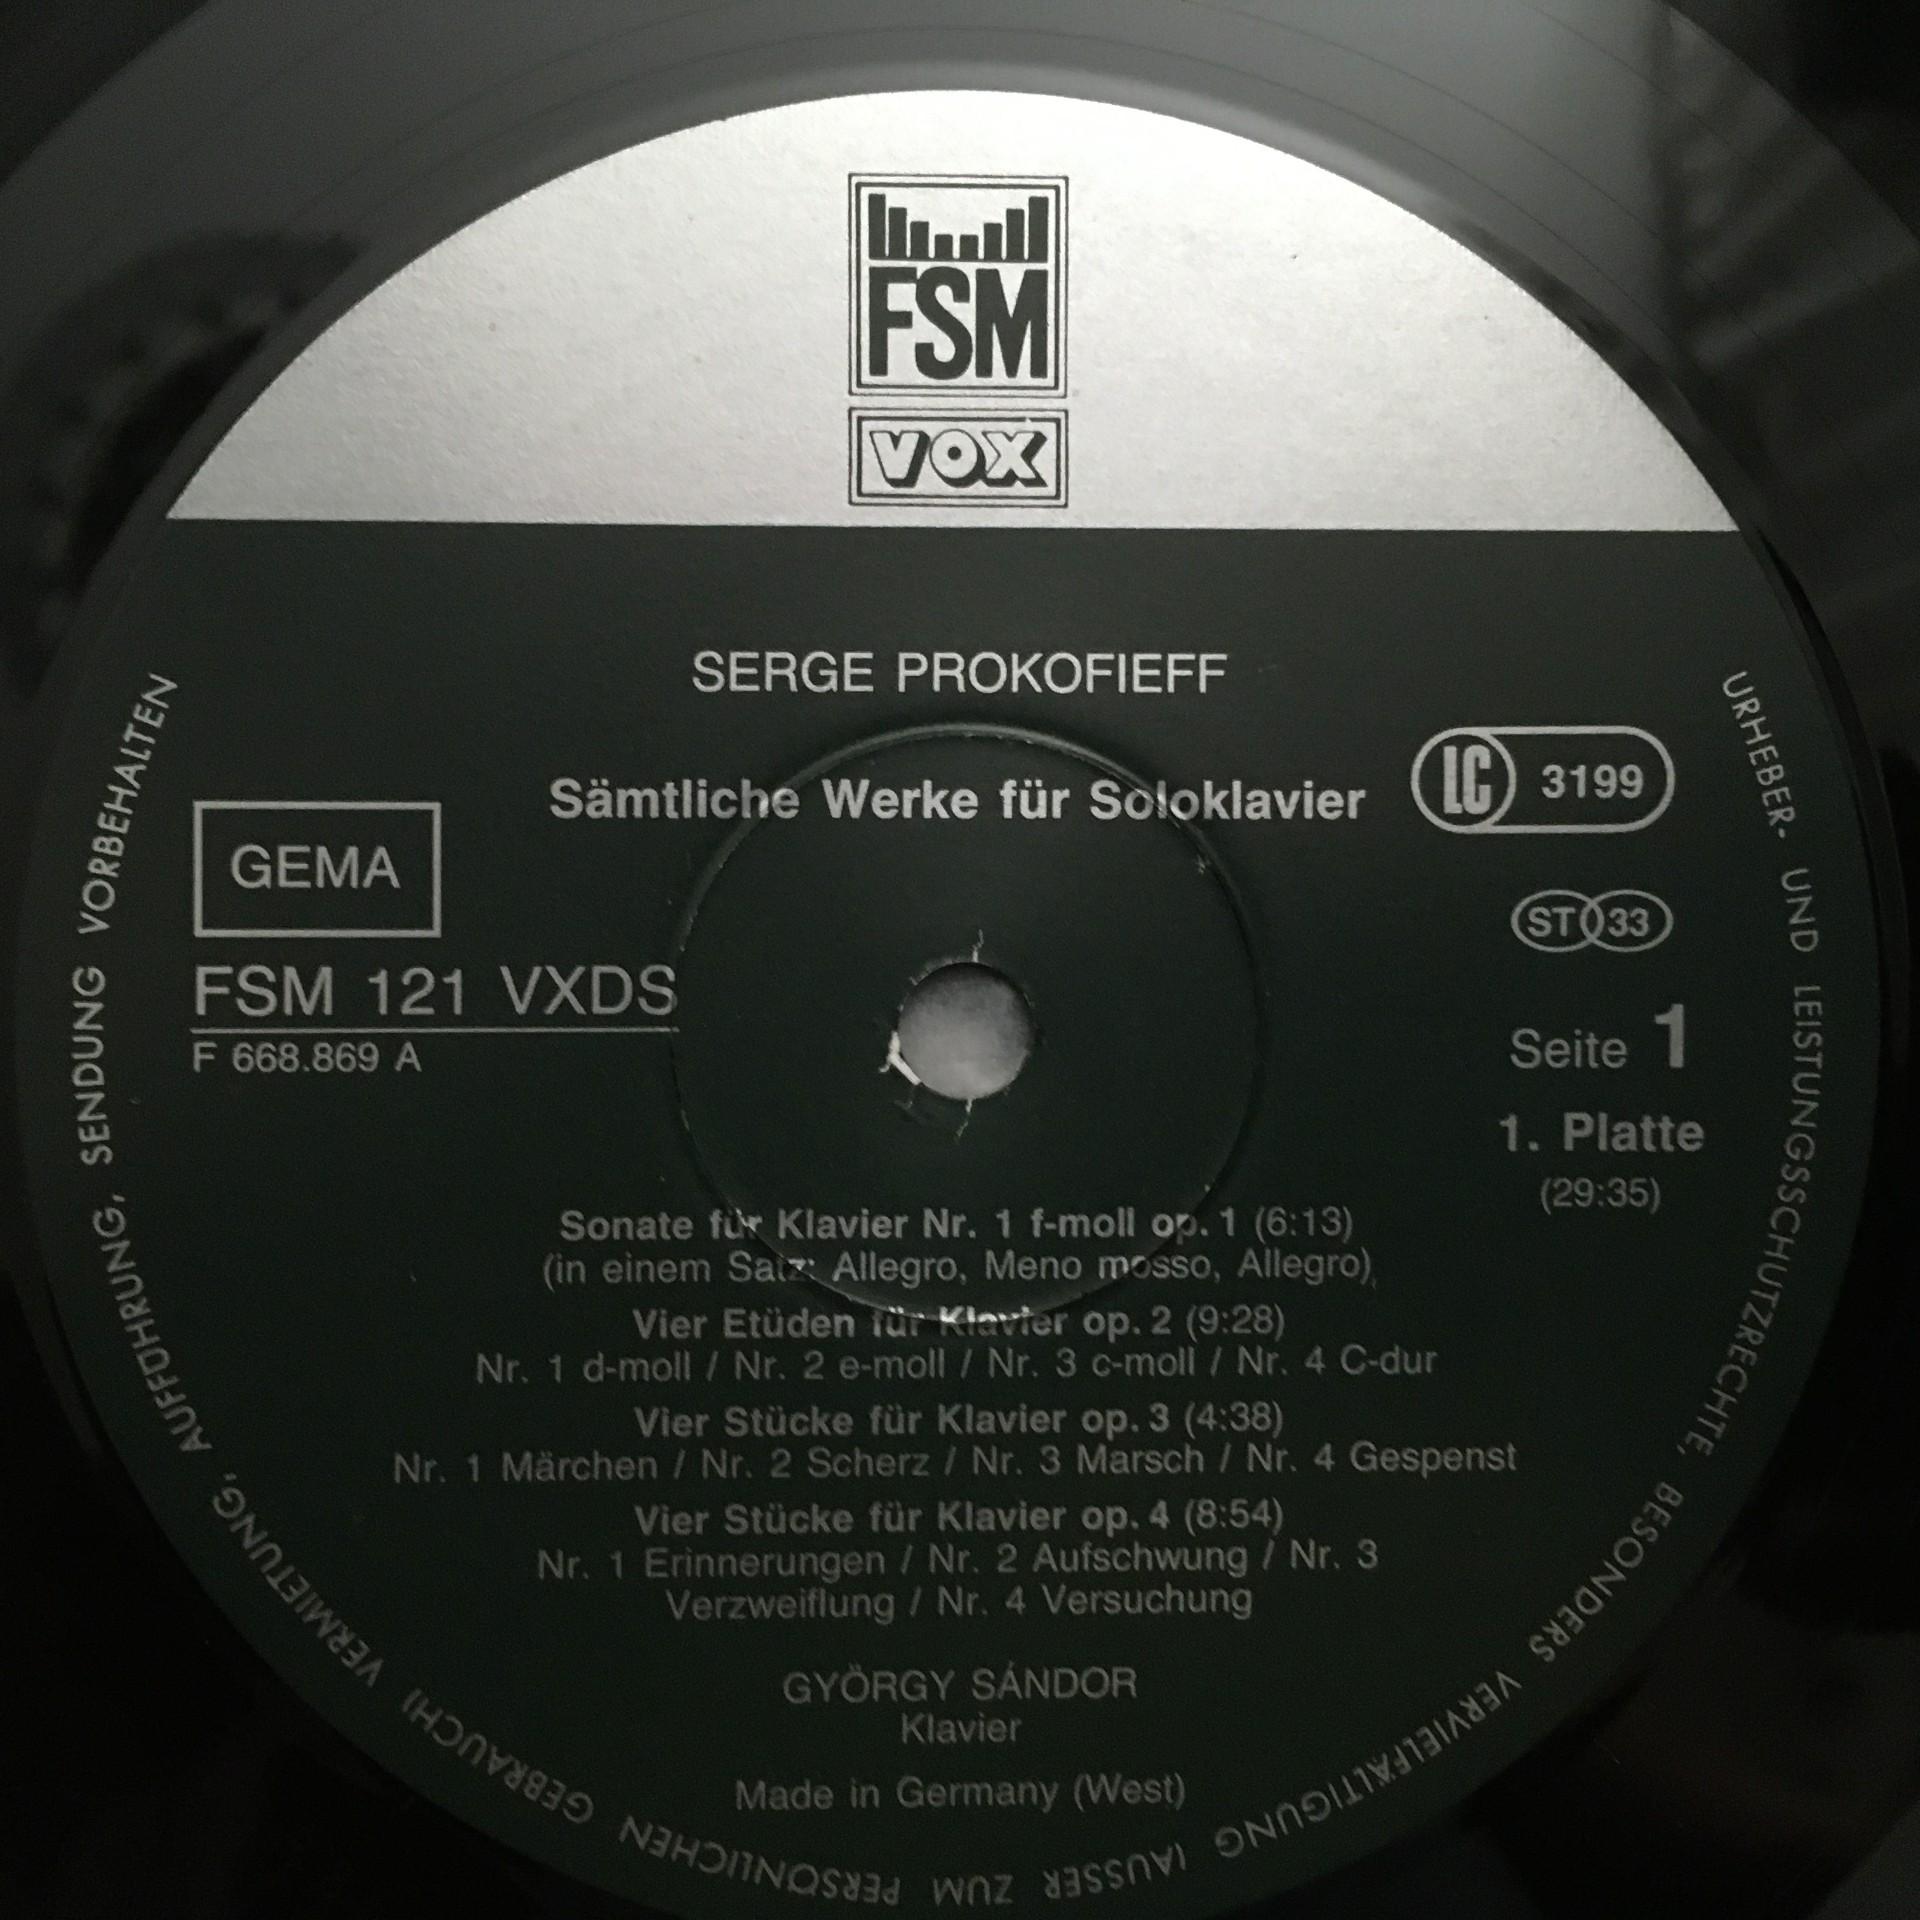 FSM
VOX
SERGE PROKOFIEFF
Sämtliche Werke für Soloklavier
LC 3199
GEMA
ST 33
FSM 121 VXDS
F 668.869 A
Seite 1
1. Platte
(29:35)
Sonate für Klavier Nr. 1 f-moll op. 1 (6:13)
(in einem Satz: Allegro, Meno mosso, Allegro)
Vier Etüden für Klavier op. 2 (9:28)
Nr. 1 d-moll / Nr. 2 e-moll / Nr. 3 c-moll / Nr. 4 C-dur
Vier Stücke für Klavier op. 3 (4:38)
Nr. 1 Märchen / Nr. 2 Scherz / Nr. 3 Marsch / Nr. 4 Gespenst
Vier Stücke für Klavier op. 4 (8:54)
Nr. 1 Erinnerungen / Nr. 2 Aufschwung / Nr. 3
Verzweiflung / Nr. 4 Versuchung
GYÖRGY SÁNDOR
Klavier
Made in Germany (West)
URHEBER- UND LEISTUNGSSCHUTZRECHTE, BESONDERS VERVIELFÄLTIGUNG (AUSSER ZUM PERSÖNLICHEN GEBRAUCH) VERMIETUNG, AUFFÜHRUNG, SENDUNG VORBEHALTEN